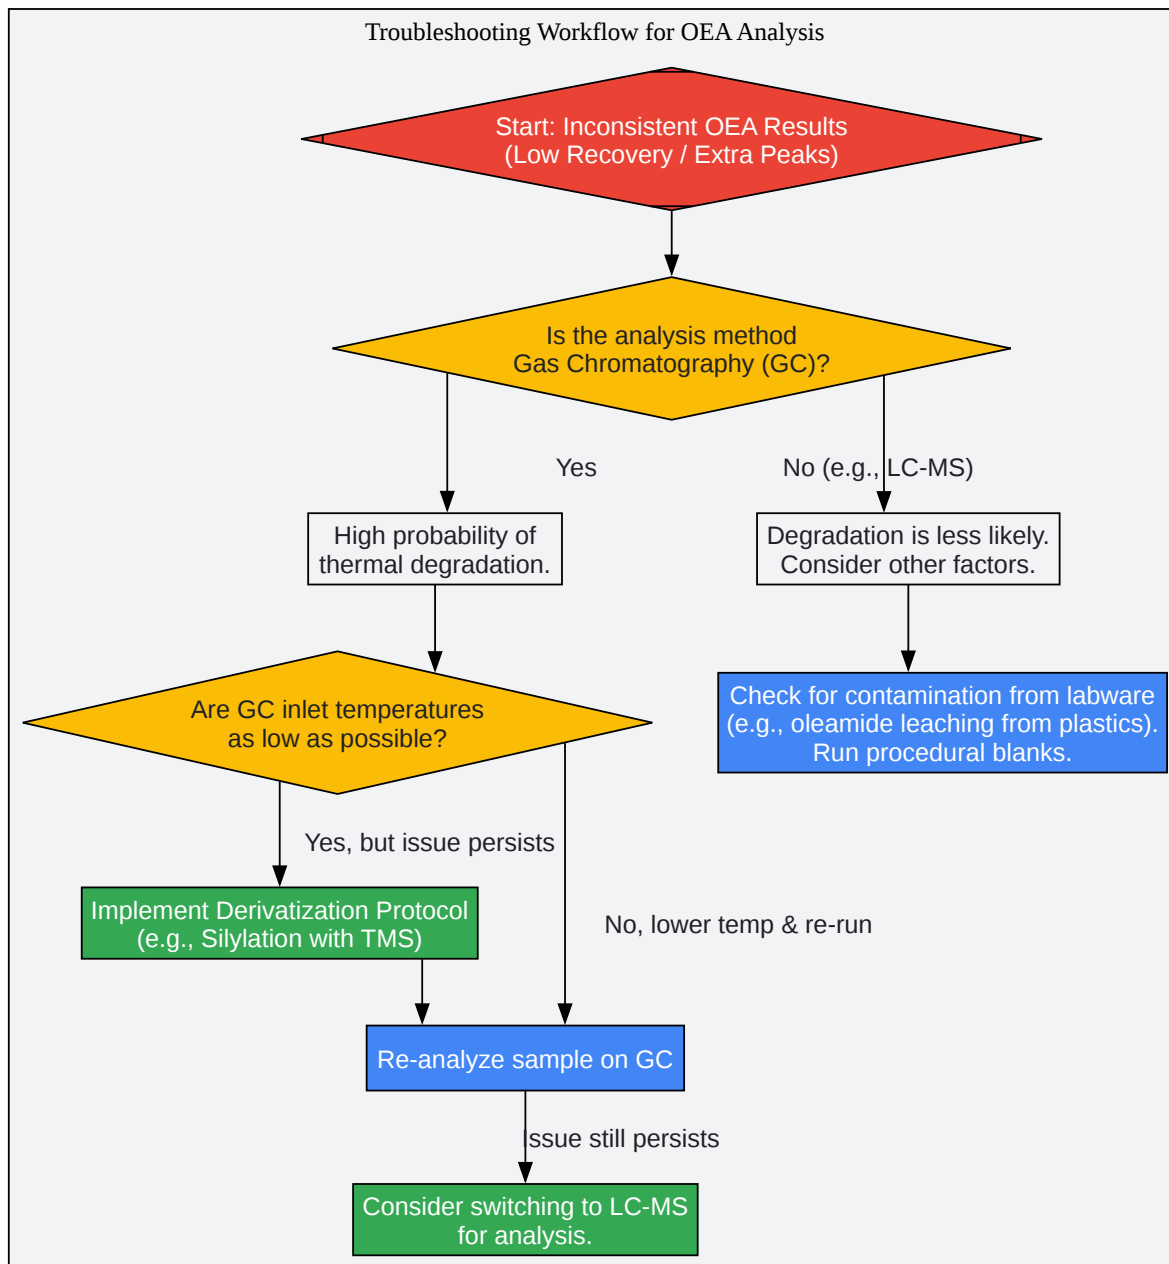 Troubleshooting Workflow for OEA Analysis
Start: Inconsistent OEA Results
(Low Recovery / Extra Peaks)
Is the analysis method
Gas Chromatography (GC)?
Yes
No (e.g., LC-MS)
High probability of
thermal degradation.
Degradation is less likely.
Consider other factors.
Are GC inlet temperatures
as low as possible?
Check for contamination from labware
(e.g., oleamide leaching from plastics).
Run procedural blanks.
Yes, but issue persists
Implement Derivatization Protocol
(e.g., Silylation with TMS)
No, lower temp & re-run
Re-analyze sample on GC
Issue still persists
Consider switching to LC-MS
for analysis.